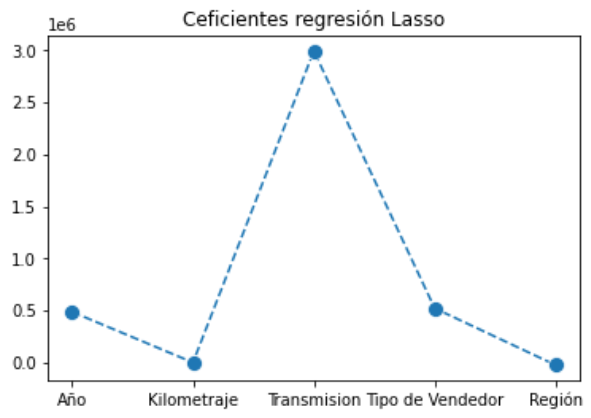 Ceficientes regresión Lasso
1e6
3.0
2.5
2.0
1.5
1.0
0.5
0.0
Año Kilometraje Transmision Tipo de Vendedor Región